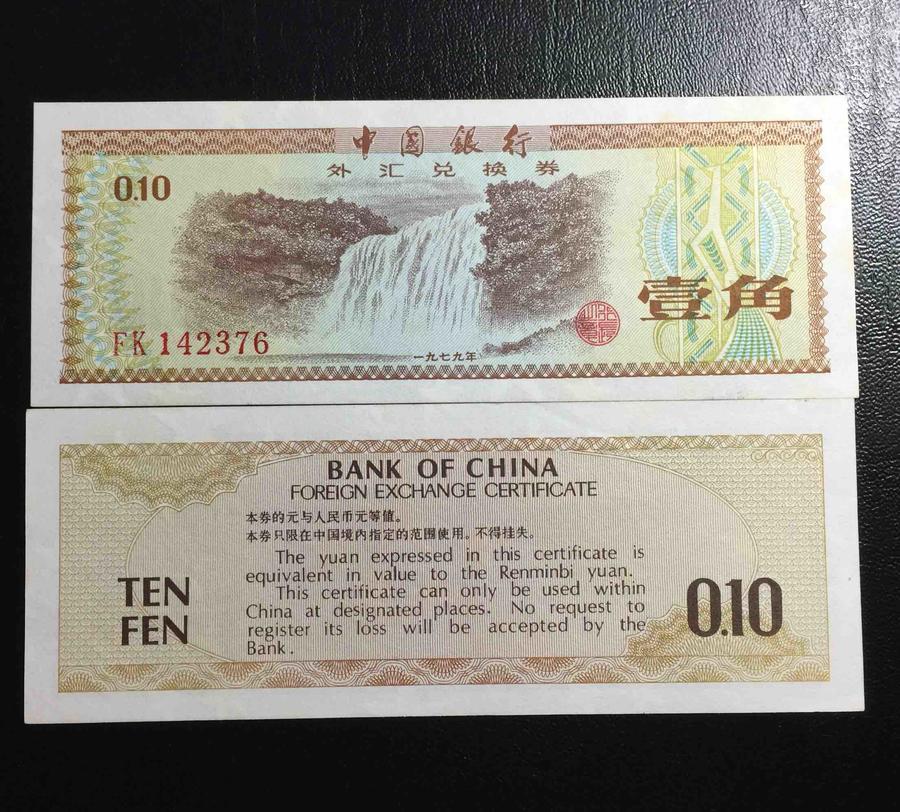 中國銀行
外汇兑换券
0.10
壹角
FK 142376
一九七九年
BANK OF CHINA
FOREIGN EXCHANGE CERTIFICATE
本券的元与人民币元等值。
本券只限在中国境内指定的范围使用。不得挂失。
The yuan expressed in this certificate is
equivalent in value to the Renminbi yuan.
This certificate can only be used within
China at designated places. No request to
register its loss will be accepted by the
Bank.
TEN
FEN
0.10